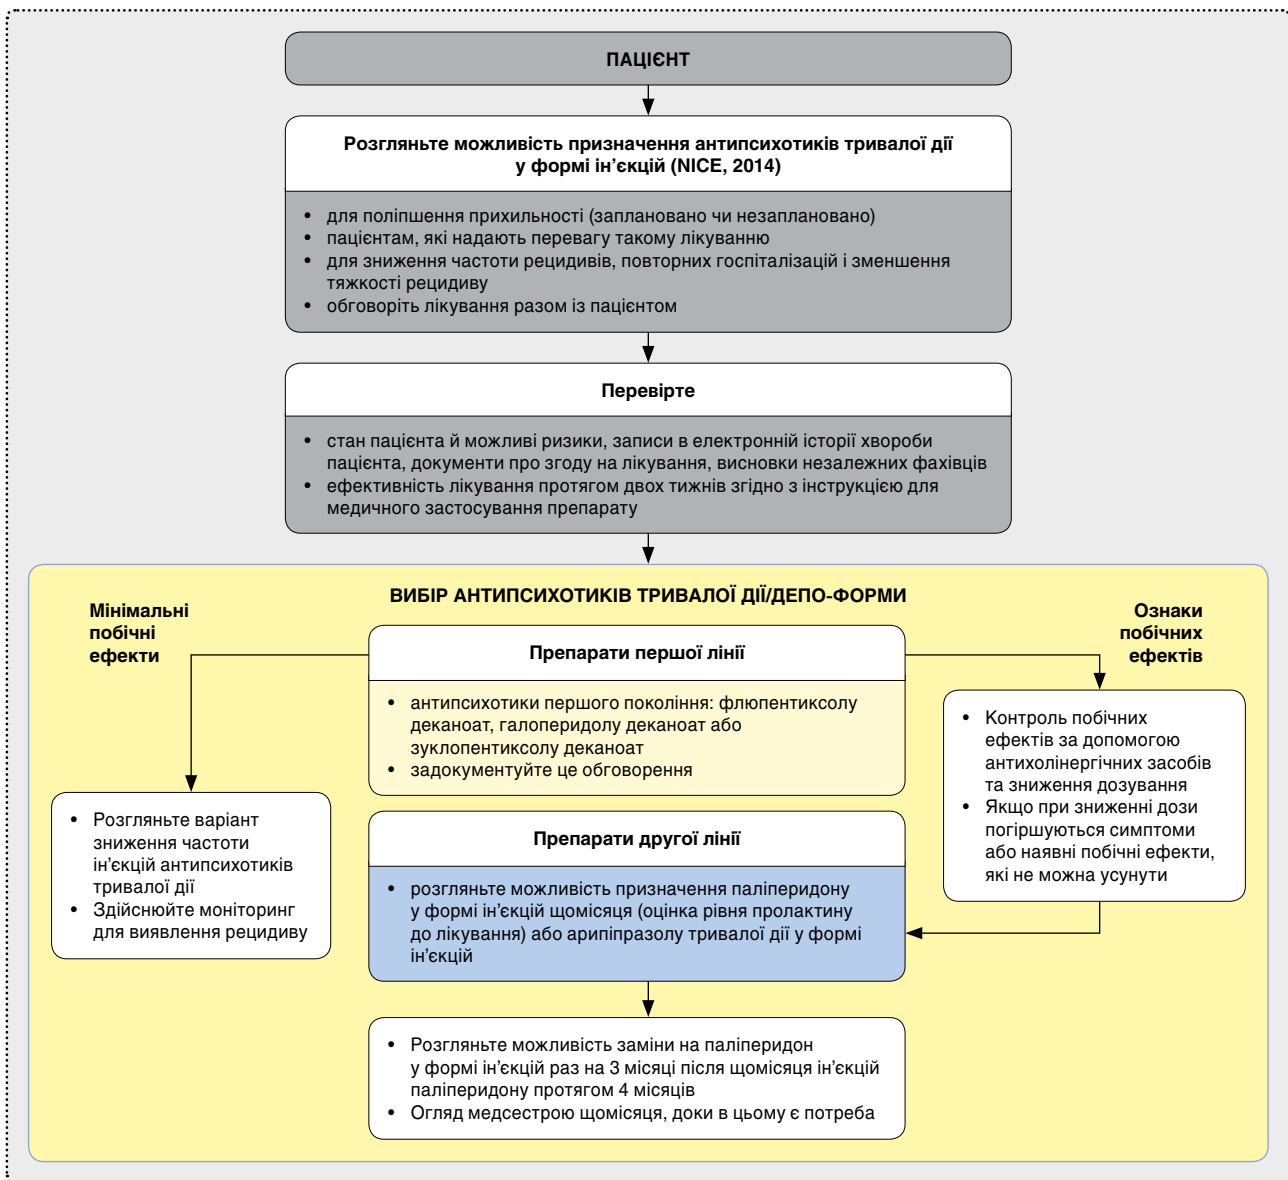 ПАЦІЄНТ
Розгляньте можливість призначення антипсихотиків тривалої дії
у формі ін’єкцій (NICE, 2014)
• для поліпшення прихильності (заплановано чи незаплановано)
• пацієнтам, які надають перевагу такому лікуванню
• для зниження частоти рецидивів, повторних госпіталізацій і зменшення
тяжкості рецидиву
• обговоріть лікування разом із пацієнтом
Перевірте
• стан пацієнта й можливі ризики, записи в електронній історії хвороби
пацієнта, документи про згоду на лікування, висновки незалежних фахівців
• ефективність лікування протягом двох тижнів згідно з інструкцією для
медичного застосування препарату
ВИБІР АНТИПСИХОТИКІВ ТРИВАЛОЇ ДІЇ/ДЕПО-ФОРМИ
Мінімальні
побічні
ефекти
Ознаки
побічних
ефектів
Препарати першої лінії
• антипсихотики першого покоління: флюпентиксолу
деканоат, галоперидолу деканоат або
зуклопентиксолу деканоат
• задокументуйте це обговорення
• Контроль побічних
ефектів за допомогою
антихолінергічних засобів
та зниження дозування
• Якщо при зниженні дози
погіршуються симптоми
або наявні побічні ефекти,
які не можна усунути
• Розгляньте варіант
зниження частоти
ін’єкцій антипсихотиків
тривалої дії
• Здійснюйте моніторинг
для виявлення рецидиву
Препарати другої лінії
• розгляньте можливість призначення паліперидону
у формі ін’єкцій щомісяця (оцінка рівня пролактину
до лікування) або арипіпразолу тривалої дії у формі
ін’єкцій
• Розгляньте можливість заміни на паліперидон
у формі ін’єкцій раз на 3 місяці після щомісяця ін’єкцій
паліперидону протягом 4 місяців
• Огляд медсестрою щомісяця, доки в цьому є потреба